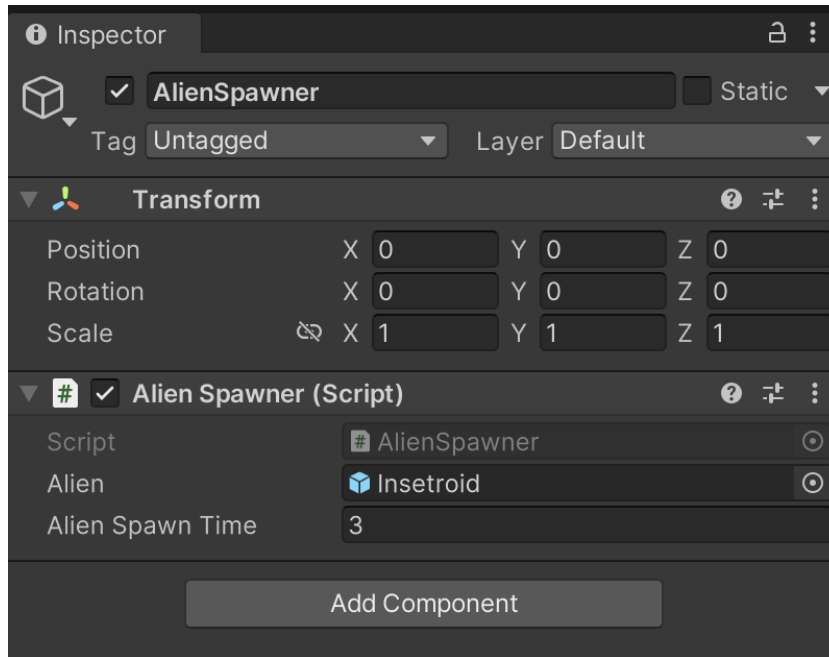 Inspector
AlienSpawner Static
Tag Untagged Layer Default
Transform
Position X 0 Y 0 Z 0
Rotation X 0 Y 0 Z 0
Scale X 1 Y 1 Z 1
# Alien Spawner (Script)
Script # AlienSpawner
Alien Insetroid
Alien Spawn Time 3
Add Component